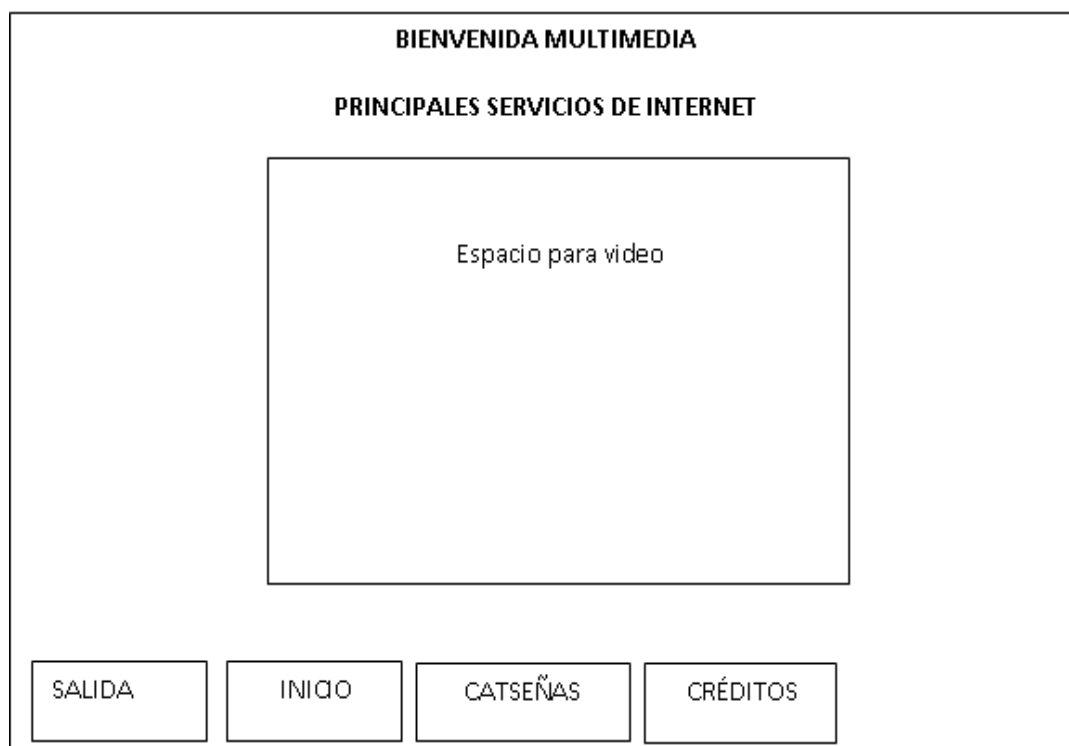 BIENVENIDA MULTIMEDIA
PRINCIPALES SERVICIOS DE INTERNET
Espacio para video
SALIDA
INICIO
CATSEÑAS
CRÉDITOS